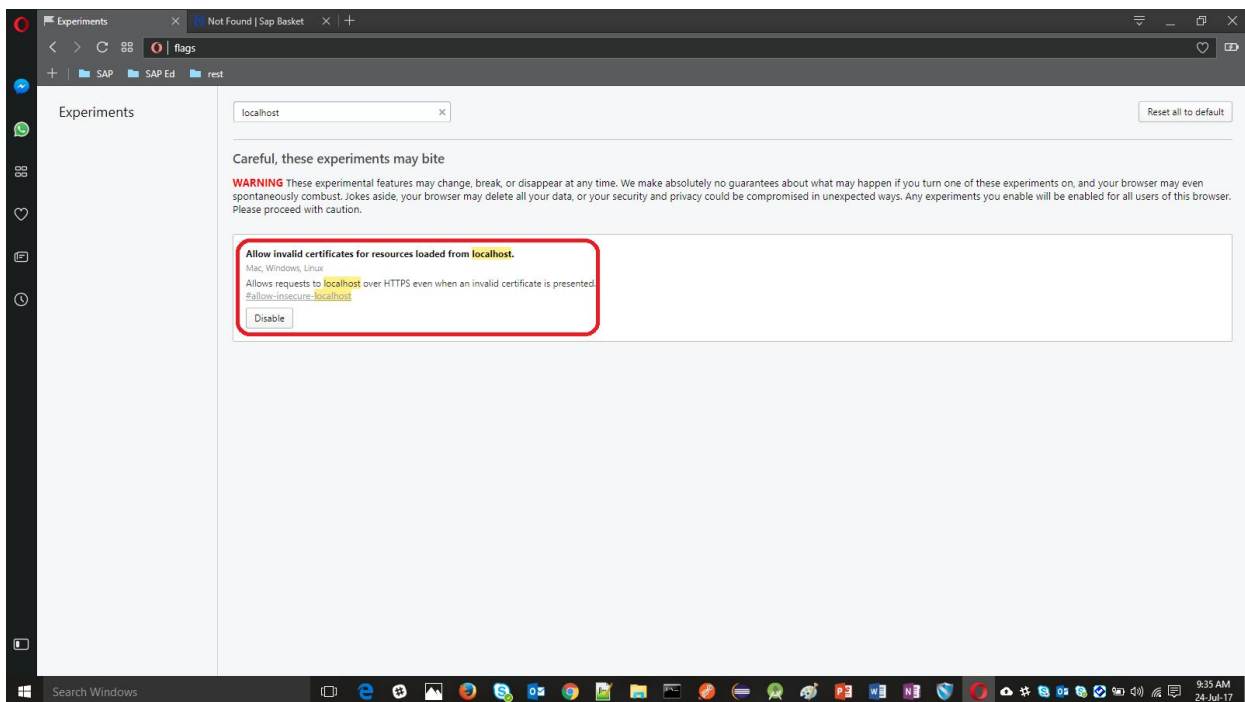 Experiments
Not Found | Sap Basket
flags
SAP
SAP Ed
rest
Experiments
localhost
Reset all to default
Careful, these experiments may bite
WARNING These experimental features may change, break, or disappear at any time. We make absolutely no guarantees about what may happen if you turn one of these experiments on, and your browser may even
spontaneously combust. Jokes aside, your browser may delete all your data, or your security and privacy could be compromised in unexpected ways. Any experiments you enable will be enabled for all users of this browser.
Please proceed with caution.
Allow invalid certificates for resources loaded from localhost.
Mac, Windows, Linux
Allows requests to localhost over HTTPS even when an invalid certificate is presented.
#allow-insecure-localhost
Disable
Search Windows
9:35 AM
24-Jul-17